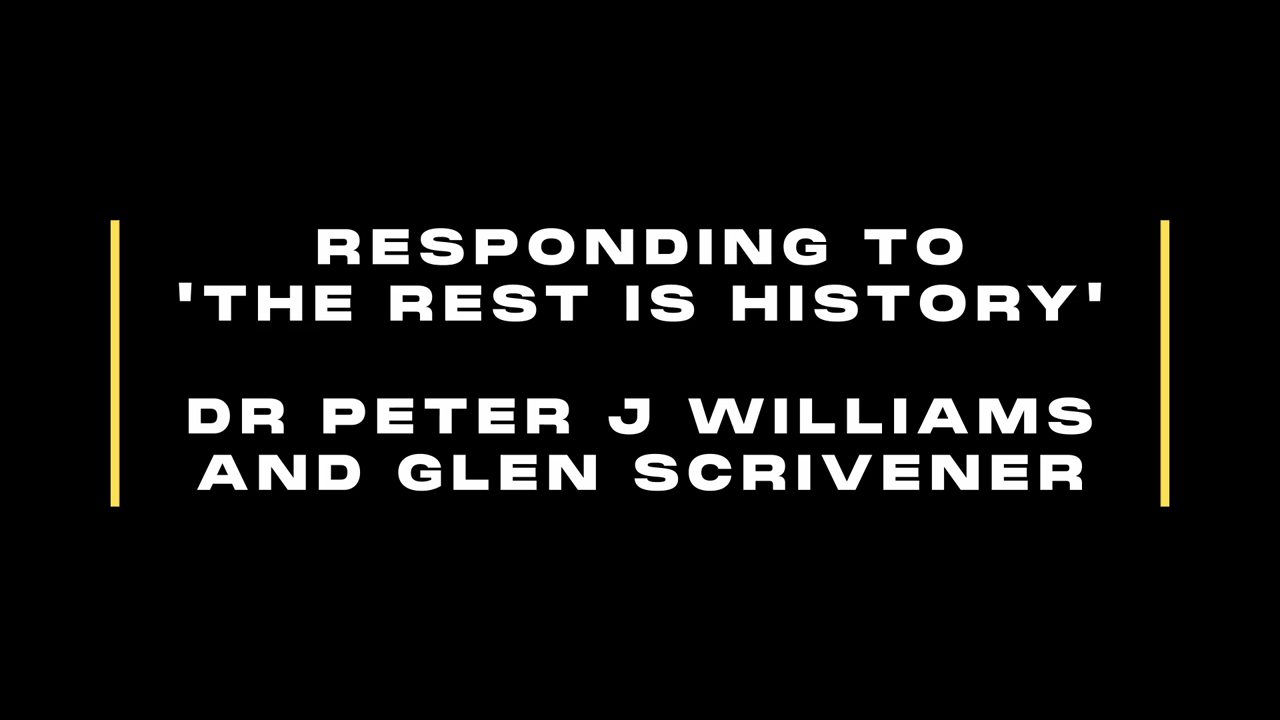 RESPONDING TO
'THE REST IS HISTORY'
DR PETER J WILLIAMS
AND GLEN SCRIVENER